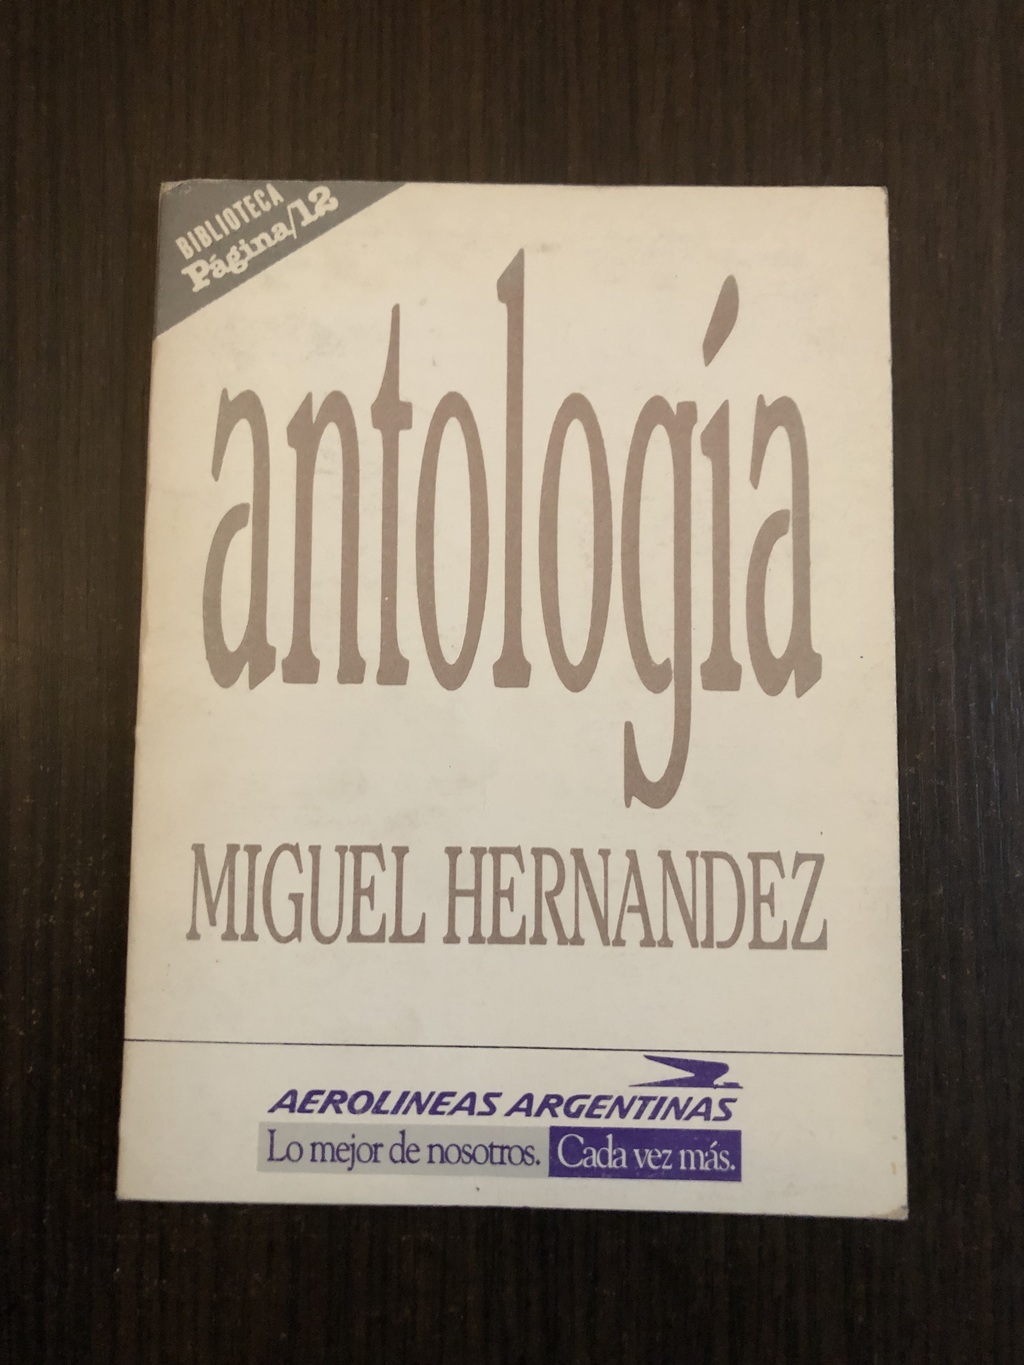 BIBLIOTECA
Página/12
antología
MIGUEL HERNANDEZ
AEROLINEAS ARGENTINAS
Lo mejor de nosotros. Cada vez más.